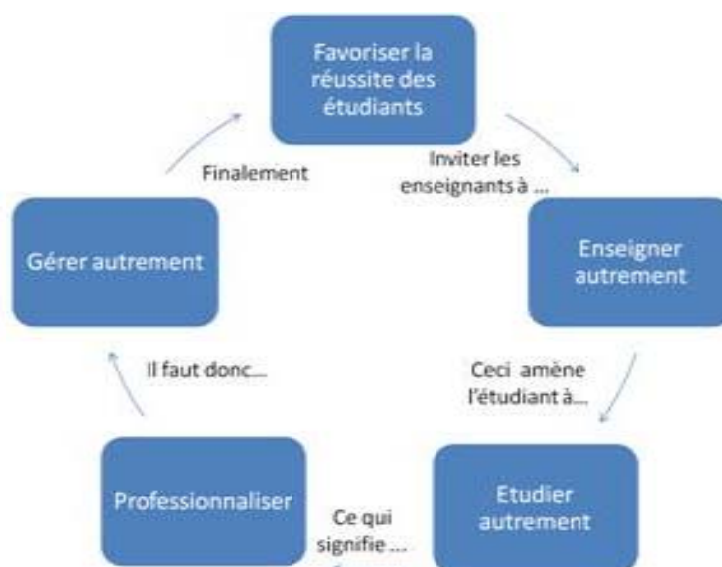 Favoriser la
réussite des
étudiants
Inviter les
enseignants à ...
Enseigner
autrement
Ceci amène
l'étudiant à...
Etudier
autrement
Ce qui
signifie ...
Professionnaliser
Il faut donc...
Gérer autrement
Finalement